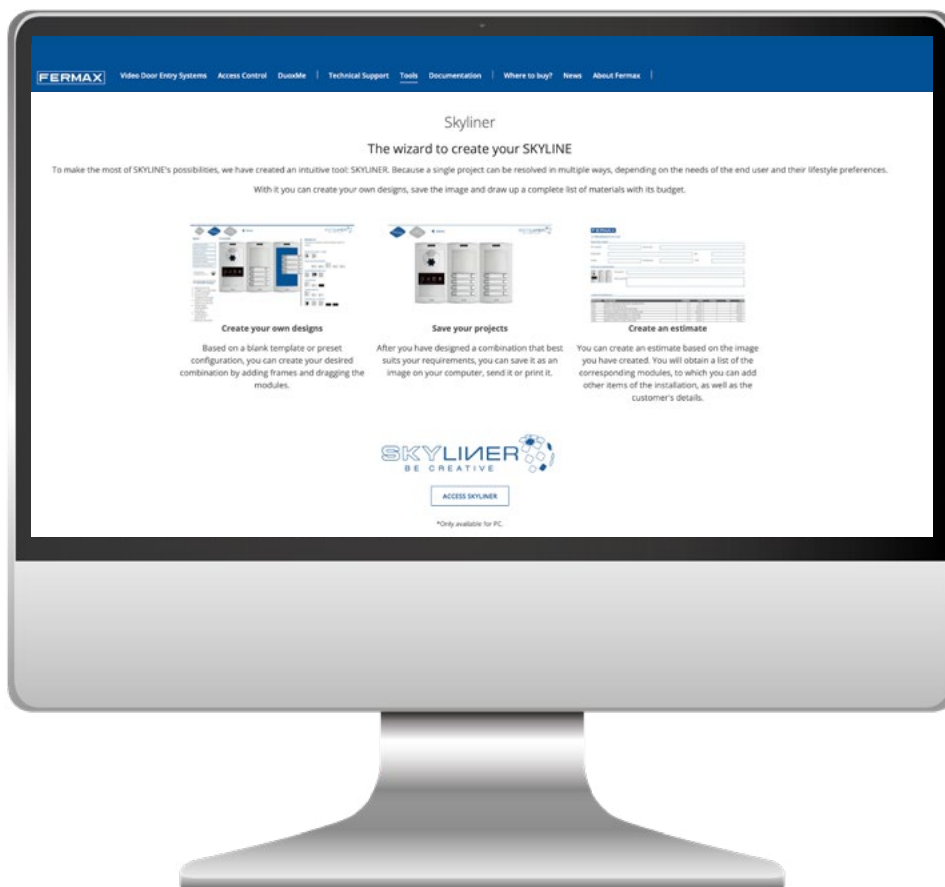 FERMAX Video Door Entry Systems Access Control DuoxMe | Technical Support Tools Documentation | Where to buy? News About Fermax |
Skyliner
The wizard to create your SKYLINE
To make the most of SKYLINE's possibilities, we have created an intuitive tool: SKYLINER. Because a single project can be resolved in multiple ways, depending on the needs of the end user and their lifestyle preferences.
With it you can create your own designs, save the image and draw up a complete list of materials with its budget.
FERMAX
Create your own designs
Based on a blank template or preset
configuration, you can create your desired
combination by adding frames and dragging the
modules.
Save your projects
After you have designed a combination that best
suits your requirements, you can save it as an
image on your computer, send it or print it.
Create an estimate
You can create an estimate based on the image
you have created. You will obtain a list of the
corresponding modules, to which you can add
other items of the installation, as well as the
customer's details.
SKYLINER
BE CREATIVE
ACCESS SKYLINER
*Only available for PC.